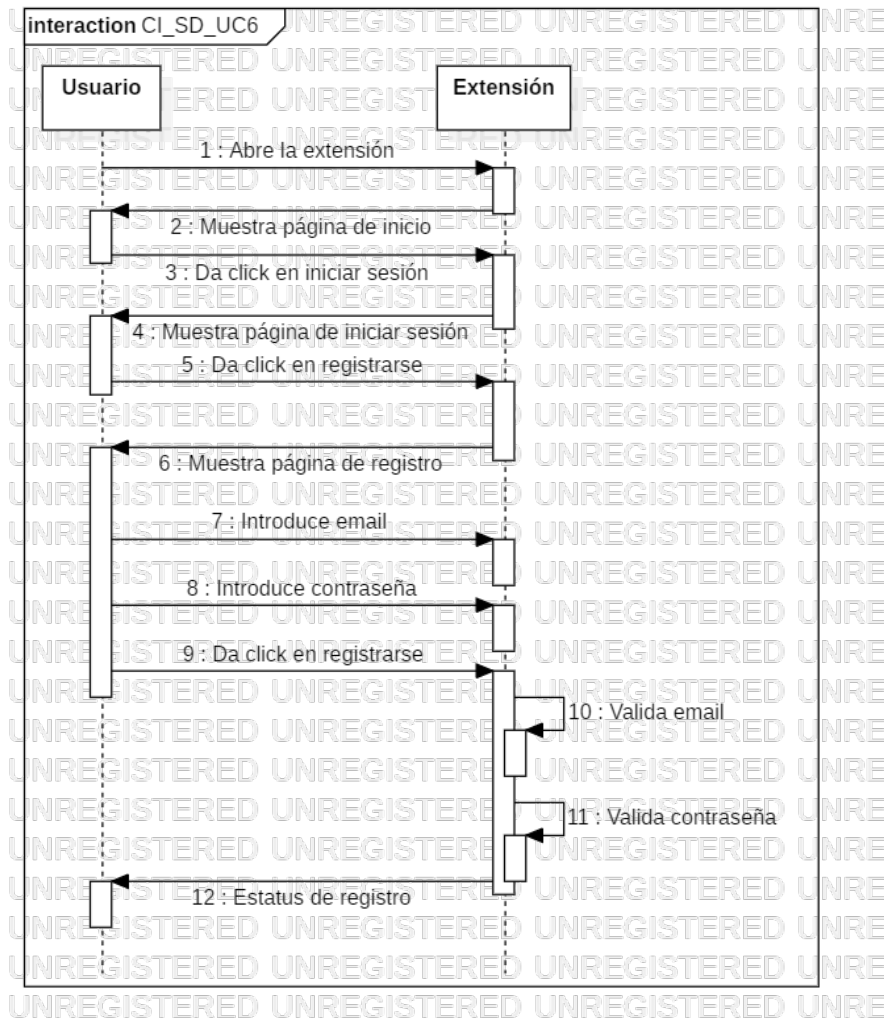 interaction CI_SD_UC6
Usuario
Extensión
1 : Abre la extensión
2 : Muestra página de inicio
3 : Da click en iniciar sesión
4 : Muestra página de iniciar sesión
5 : Da click en registrarse
6 : Muestra página de registro
7 : Introduce email
8 : Introduce contraseña
9 : Da click en registrarse
10 : Valida email
11 : Valida contraseña
12 : Estatus de registro
UNREGISTERED